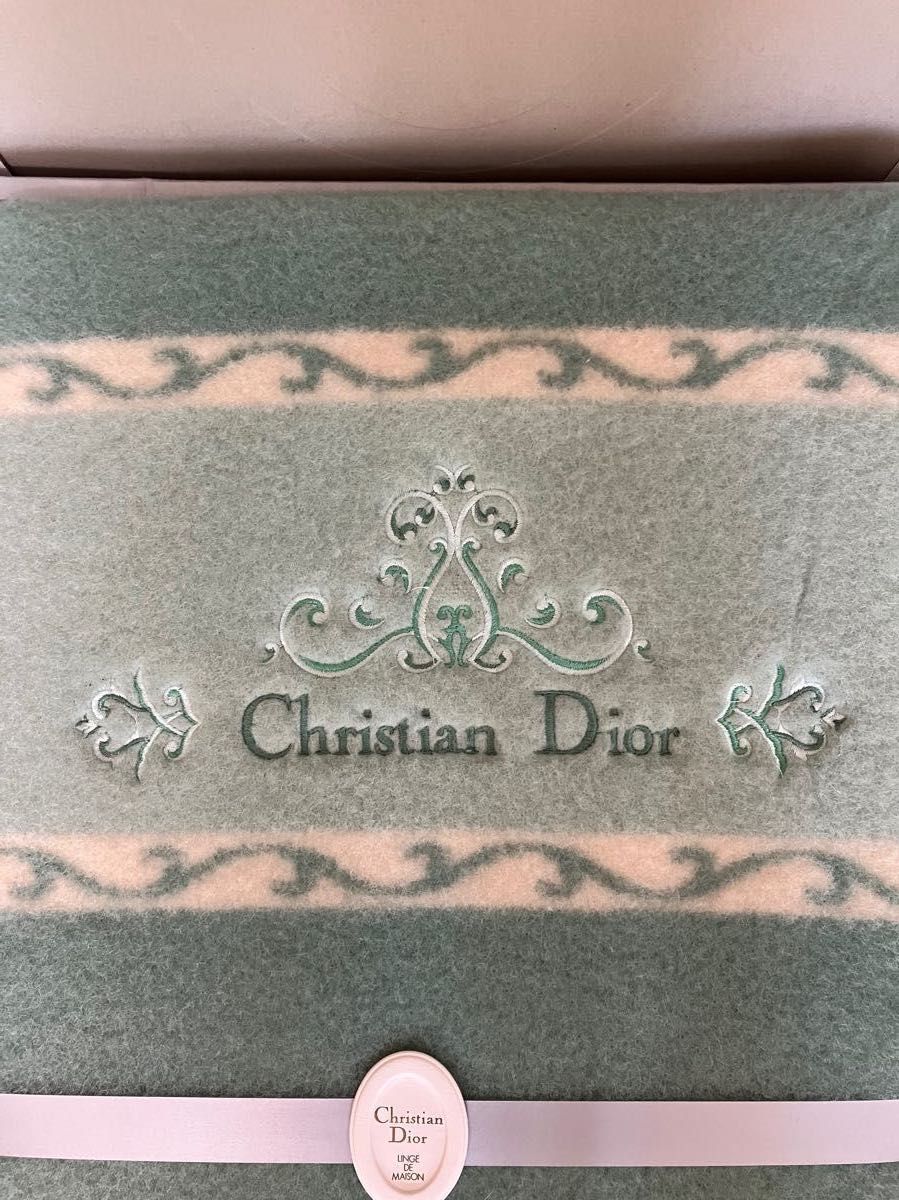 Christian Dior
Christian
Dior
LINGE
DE
MAISON